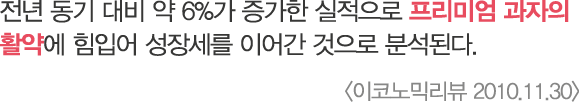 전년 동기 대비 약 6%가 증가한 실적으로 프리미엄 과자의
활약에 힘입어 성장세를 이어간 것으로 분석된다.
<이코노믹리뷰 2010.11.30>